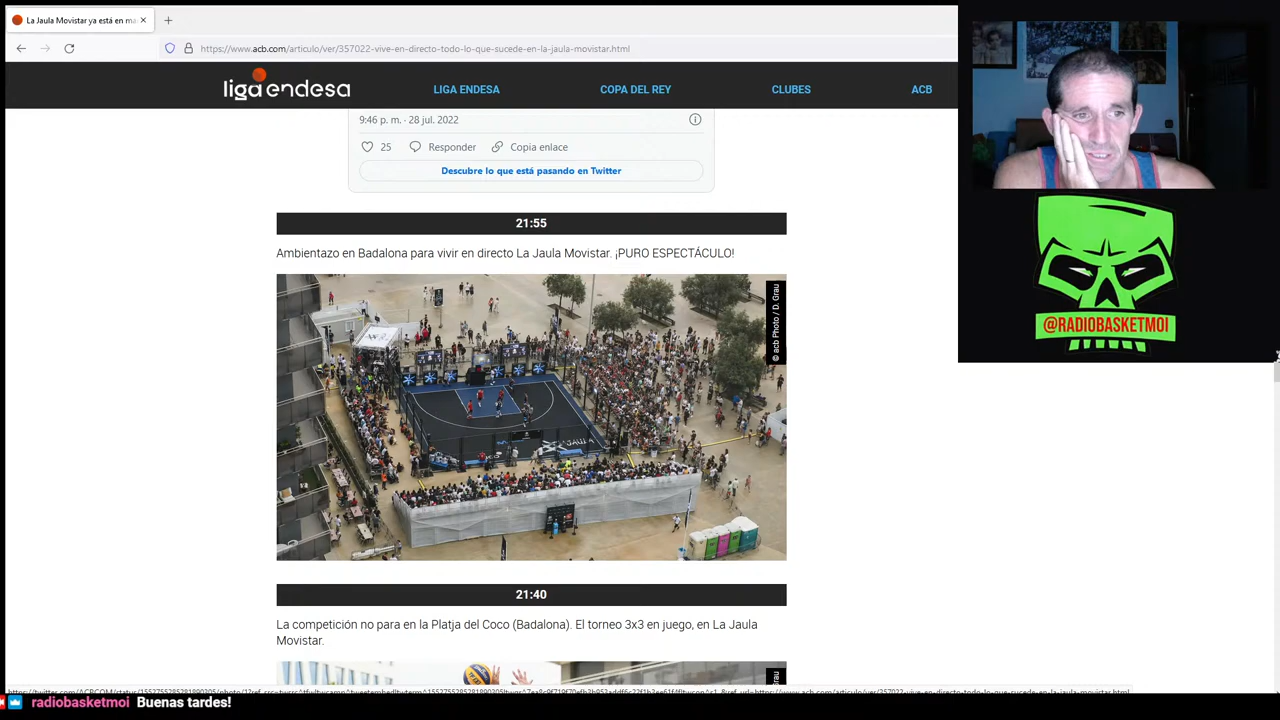 La Jaula Movistar ya está en ma
https://www.acb.com/articulo/ver/357022-vive-en-directo-todo-lo-que-sucede-en-la-jaula-movistar.html
liga endesa
LIGA ENDESA
COPA DEL REY
CLUBES
ACB
9:46 p. m. · 28 jul. 2022
25
Responder
Copia enlace
Descubre lo que está pasando en Twitter
21:55
Ambientazo en Badalona para vivir en directo La Jaula Movistar. ¡PURO ESPECTÁCULO!
© acb Photo / D. Grau
@RADIOBASKETMOI
21:40
La competición no para en la Platja del Coco (Badalona). El torneo 3x3 en juego, en La Jaula
Movistar.
radiobasketmoi Buenas tardes!